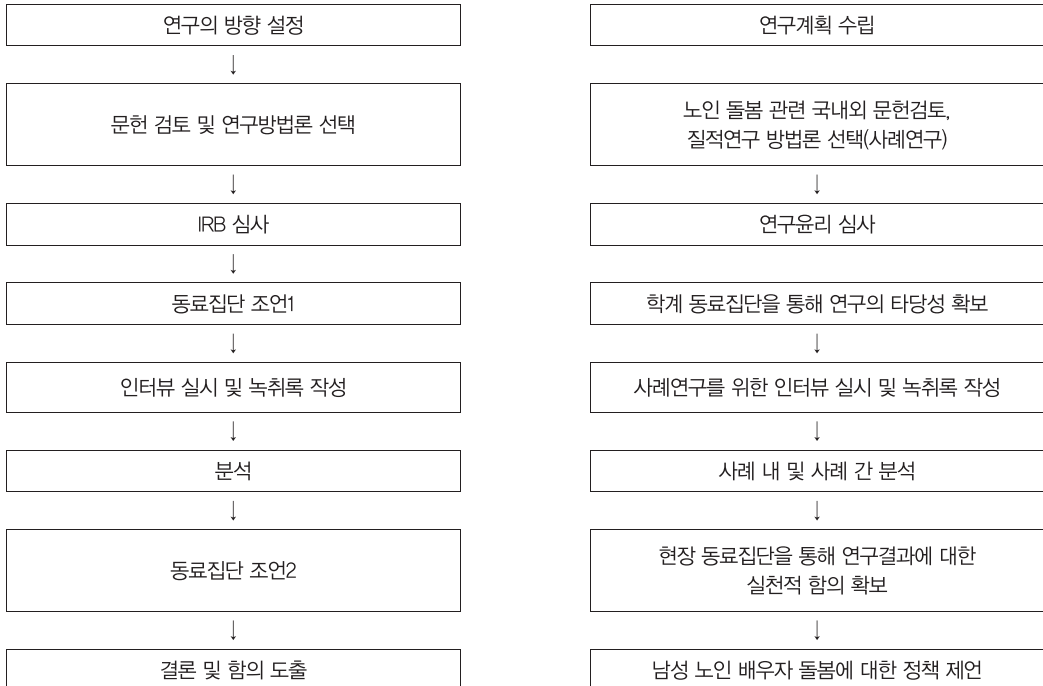 연구의 방향 설정
연구계획 수립
↓
문헌 검토 및 연구방법론 선택
노인 돌봄 관련 국내외 문헌검토,
질적연구 방법론 선택(사례연구)
↓
↓
IRB 심사
연구윤리 심사
↓
동료집단 조언1
학계 동료집단을 통해 연구의 타당성 확보
↓
↓
인터뷰 실시 및 녹취록 작성
사례연구를 위한 인터뷰 실시 및 녹취록 작성
↓
↓
분석
사례 내 및 사례 간 분석
↓
↓
동료집단 조언2
현장 동료집단을 통해 연구결과에 대한
실천적 함의 확보
↓
↓
결론 및 함의 도출
남성 노인 배우자 돌봄에 대한 정책 제언